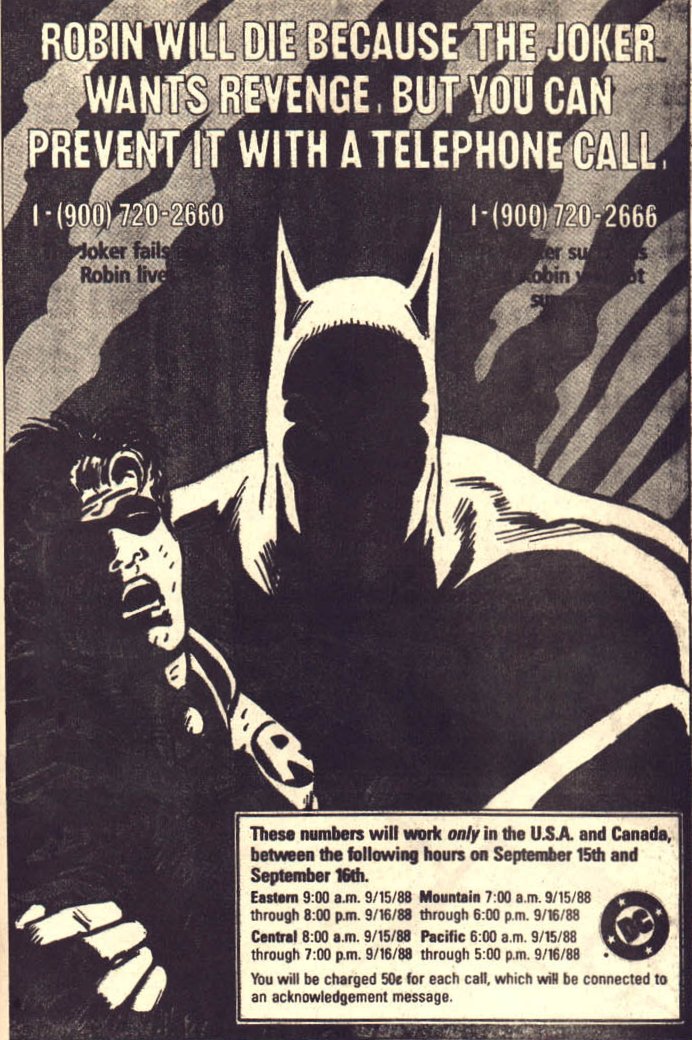 ROBIN WILL DIE BECAUSE THE JOKER
WANTS REVENGE, BUT YOU CAN
PREVENT IT WITH A TELEPHONE CALL.
1-(900) 720-2660
1-(900) 720-2666
Joker fails
Robin
R
These numbers will work only in the U.S.A. and Canada,
between the following hours on September 15th and
September 16th.
Eastern 9:00 a.m. 9/15/88
through 8:00 p.m. 9/16/88
Central 8:00 a.m. 9/15/88
through 7:00 p.m. 9/16/88
Mountain 7:00 a.m. 9/15/88
through 6:00 p.m. 9/16/88
Pacific 6:00 a.m. 9/15/88
through 5:00 p.m. 9/16/88
DC
You will be charged 50¢ for each call, which will be connected to
an acknowledgement message.